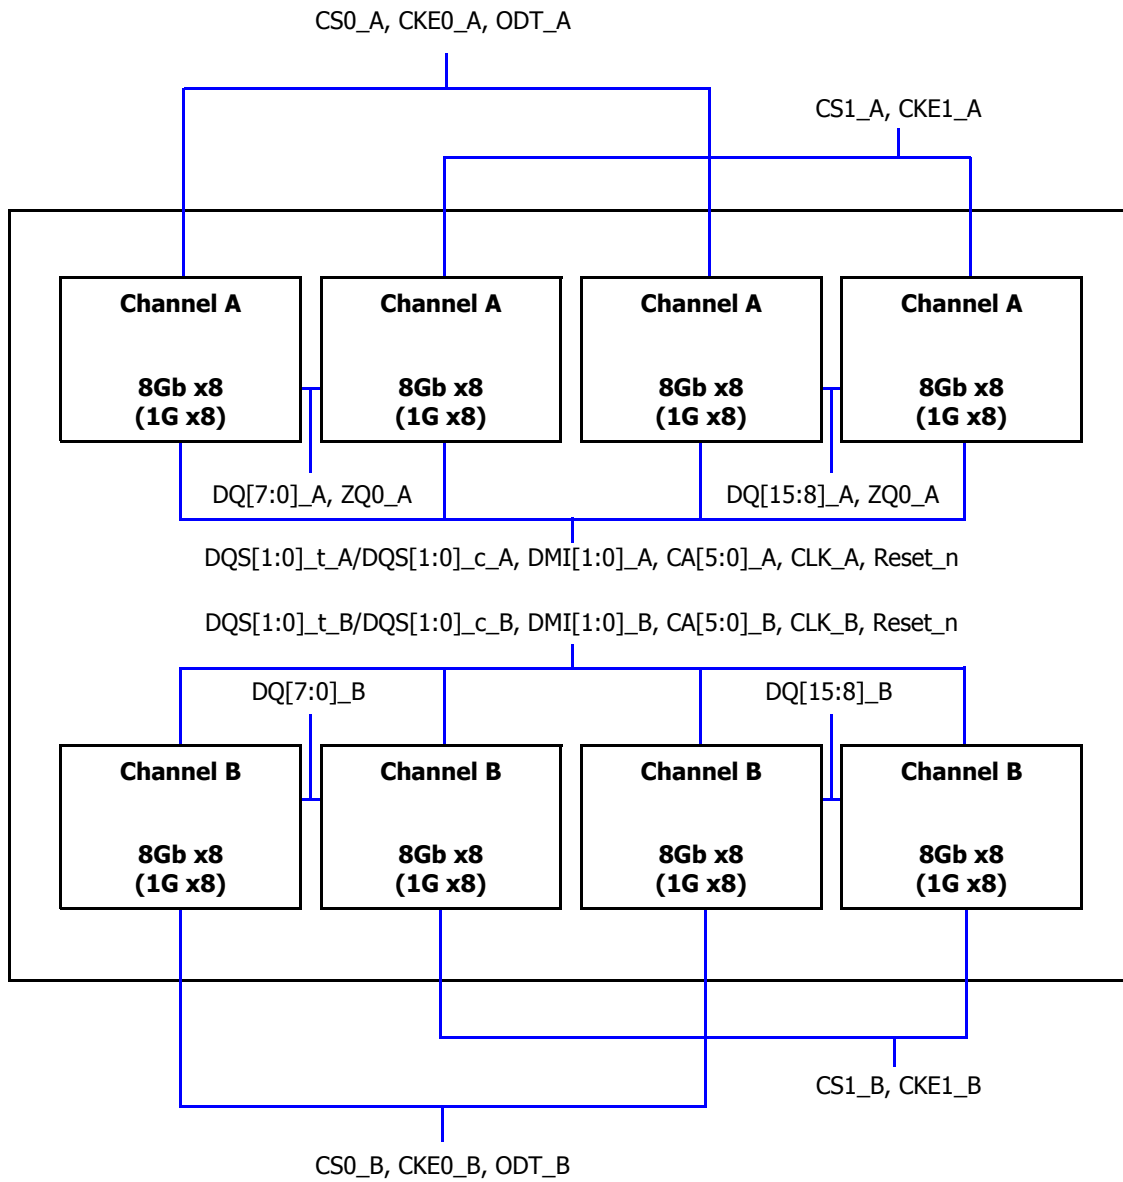 CS0_A, CKE0_A, ODT_A
CS1_A, CKE1_A
Channel A
Channel A
Channel A
Channel A
8Gb x8
(1G x8)
8Gb x8
(1G x8)
8Gb x8
(1G x8)
8Gb x8
(1G x8)
DQ[7:0]_A, ZQ0_A
DQ[15:8]_A, ZQ0_A
DQS[1:0]_t_A/DQS[1:0]_c_A, DMI[1:0]_A, CA[5:0]_A, CLK_A, Reset_n
DQS[1:0]_t_B/DQS[1:0]_c_B, DMI[1:0]_B, CA[5:0]_B, CLK_B, Reset_n
DQ[7:0]_B
DQ[15:8]_B
Channel B
Channel B
Channel B
Channel B
8Gb x8
(1G x8)
8Gb x8
(1G x8)
8Gb x8
(1G x8)
8Gb x8
(1G x8)
CS1_B, CKE1_B
CS0_B, CKE0_B, ODT_B